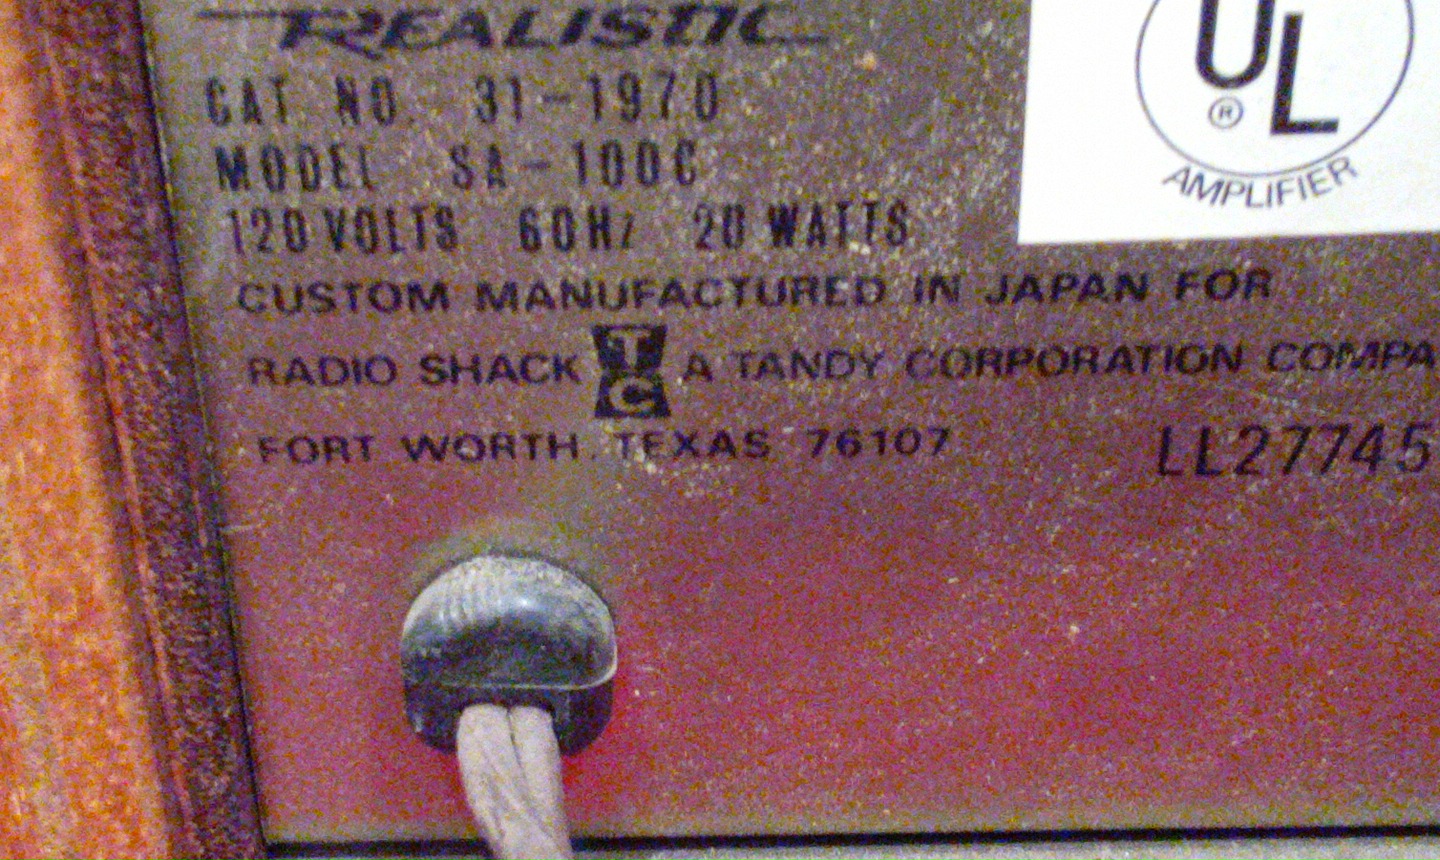 REALISTIC
CAT NO. 31-1970
MODEL SA-100C
120 VOLTS 60Hz 20 WATTS
CUSTOM MANUFACTURED IN JAPAN FOR
RADIO SHACK TC A TANDY CORPORATION COMPA
FORT WORTH, TEXAS 76107
LL27745
UL
®
AMPLIFIER